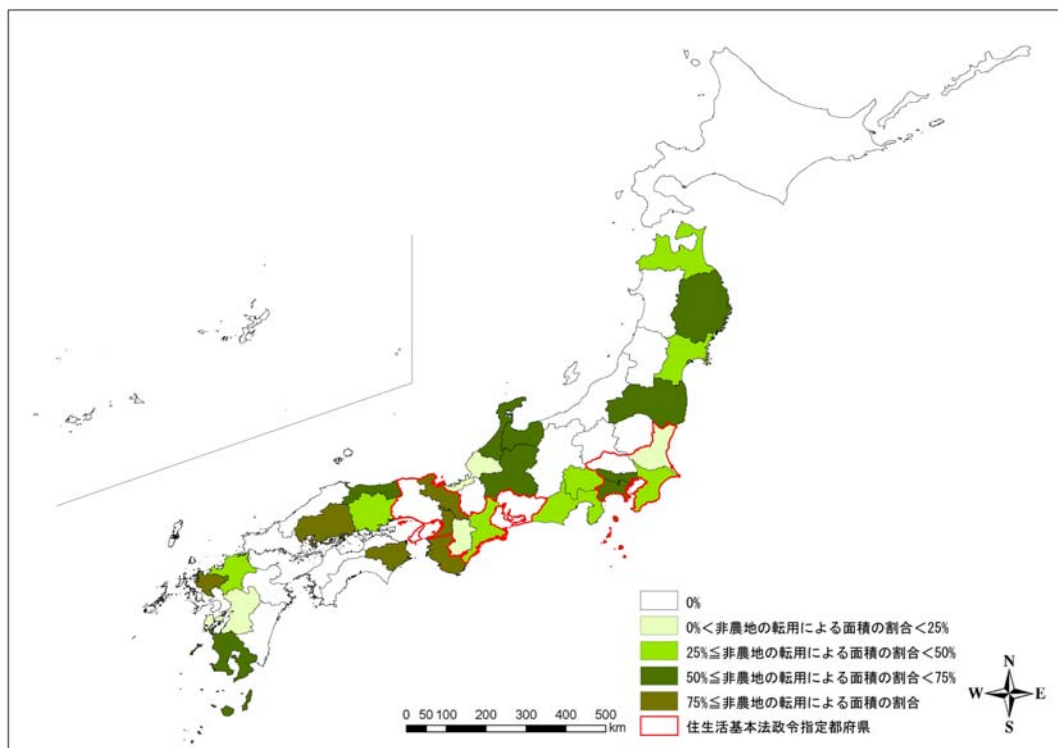 0%
0%＜非農地の転用による面積の割合＜25%
25%≦非農地の転用による面積の割合＜50%
50%≦非農地の転用による面積の割合＜75%
75%≦非農地の転用による面積の割合
住生活基本法政令指定都府県
0 50 100 200 300 400 500
km
N
W E
S